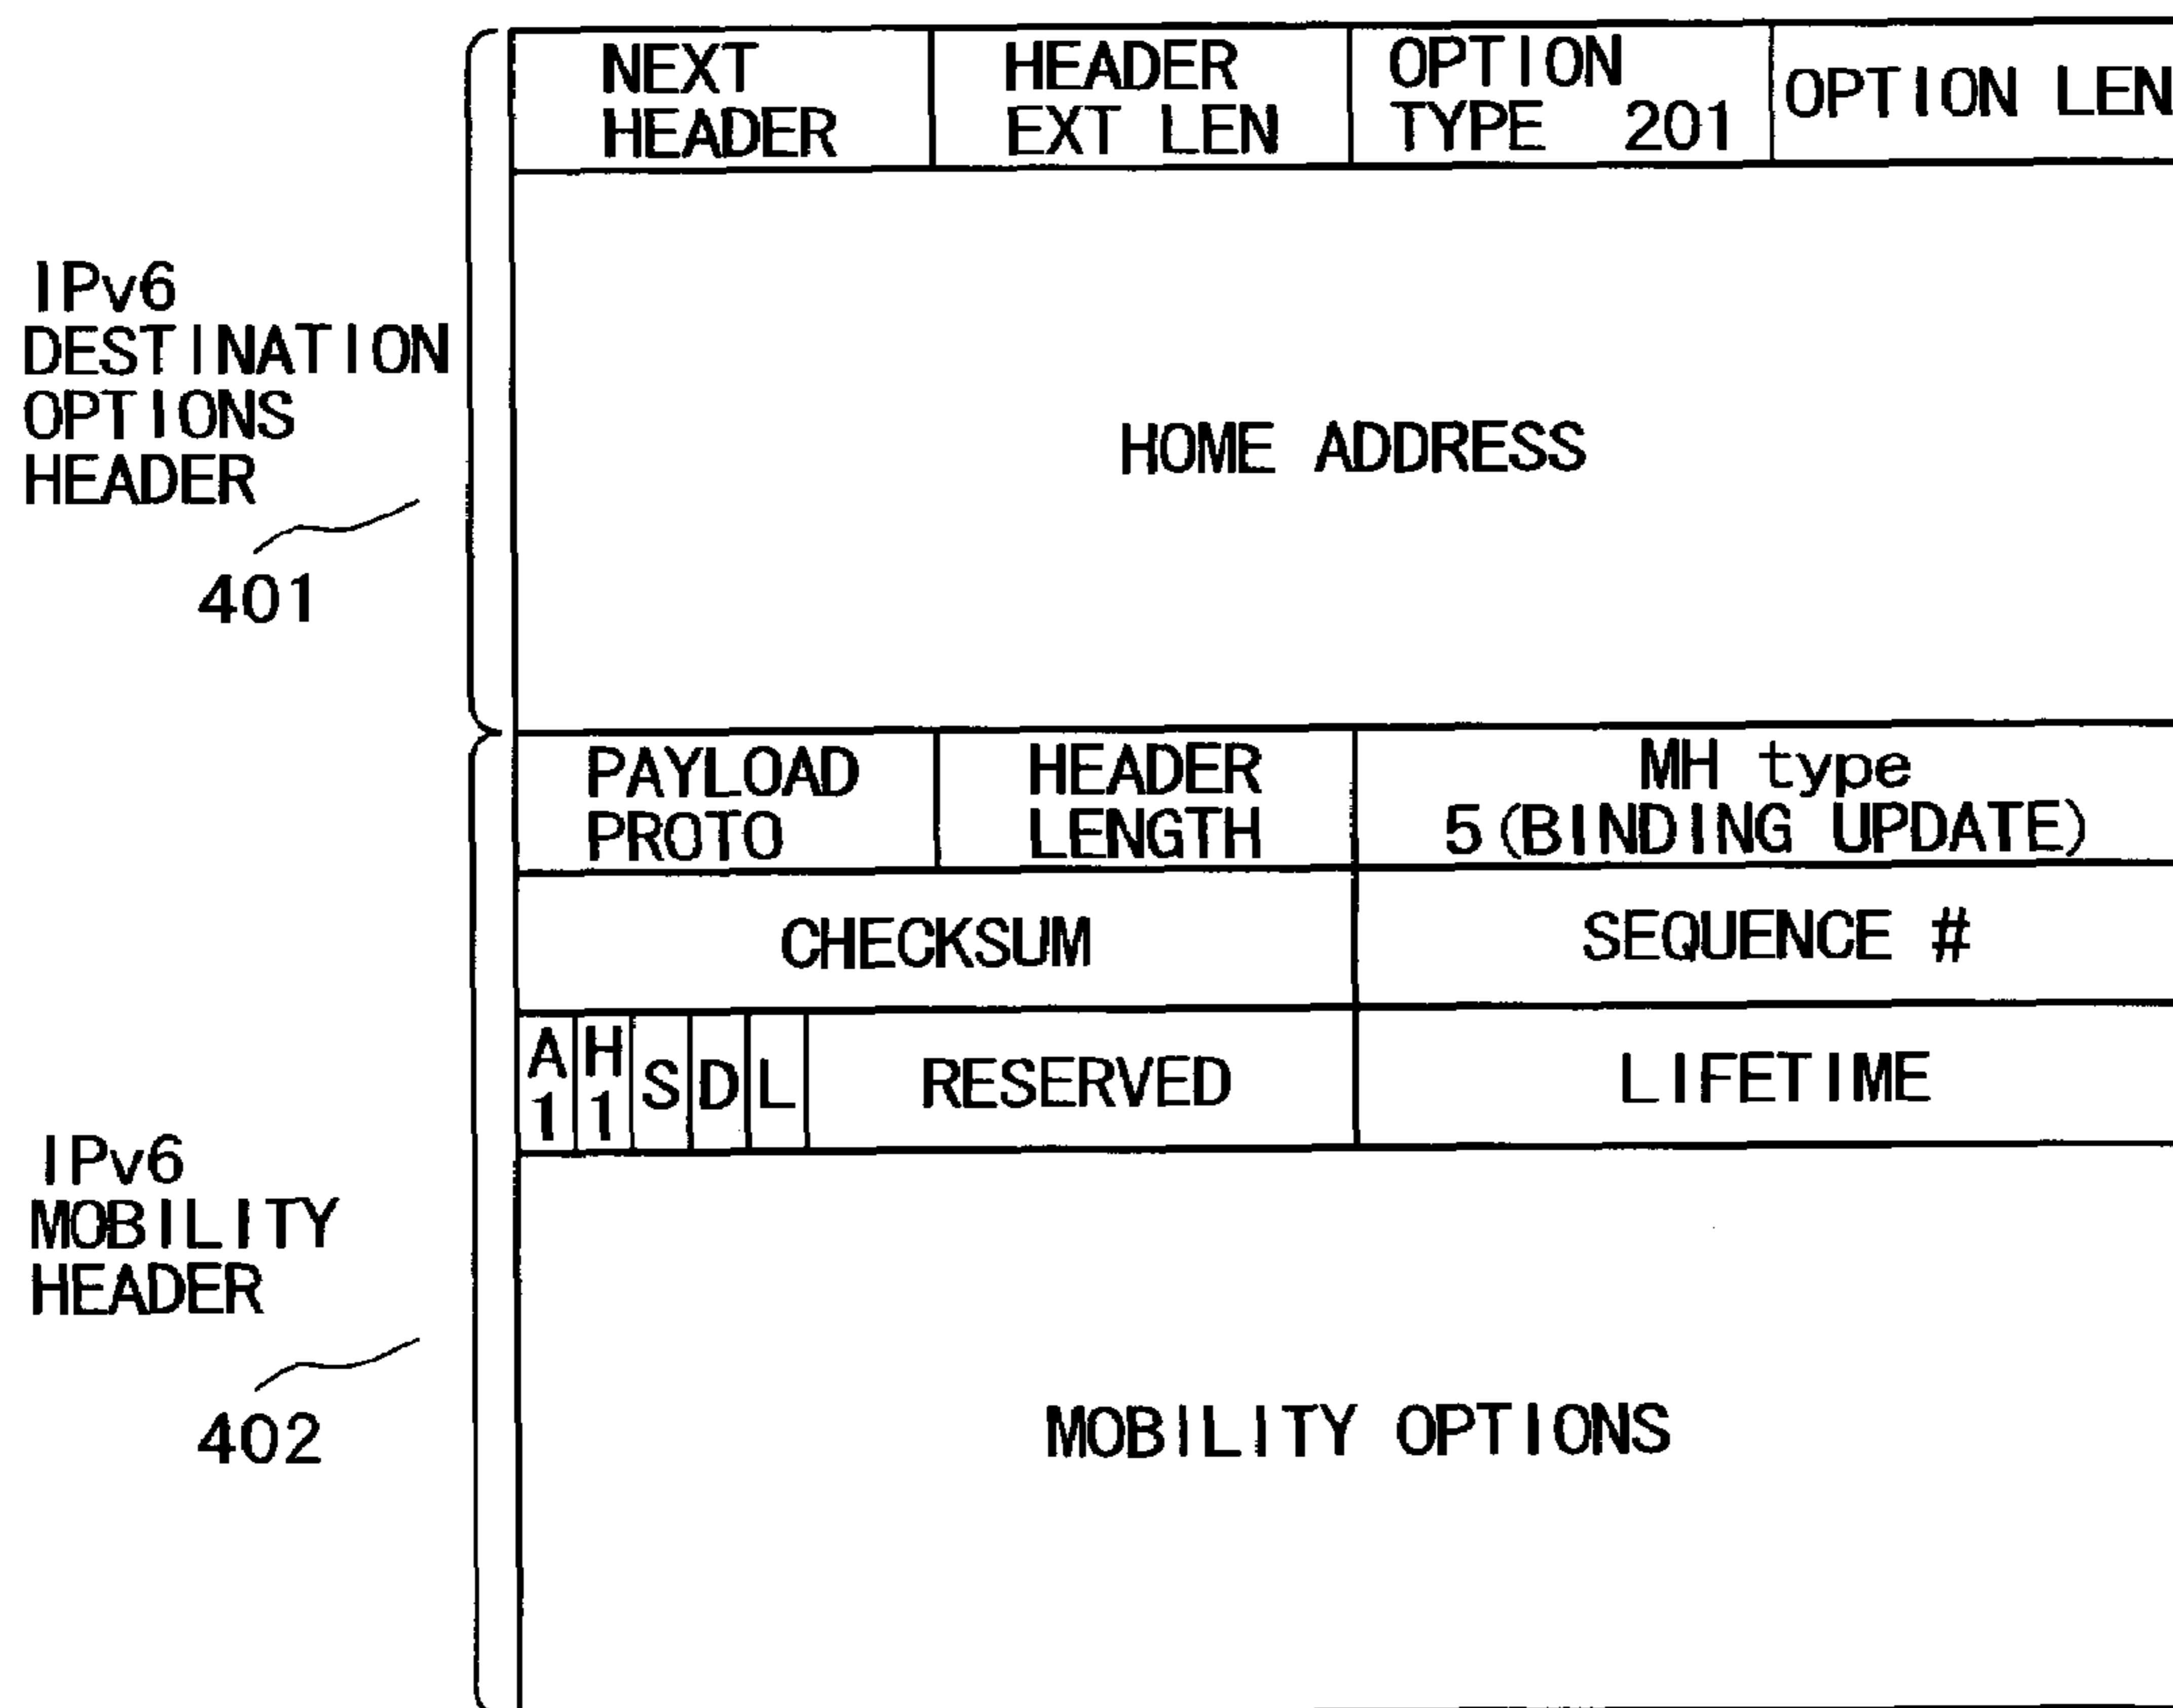 NEXT
HEADER
HEADER
EXT LEN
OPTION
TYPE 201
OPTION LEN
IPv6
DESTINATION
OPTIONS
HEADER
401
HOME ADDRESS
PAYLOAD
PROTO
HEADER
LENGTH
MH type
5(BINDING UPDATE)
CHECKSUM
SEQUENCE #
A
1
H
1
S
D
L
RESERVED
LIFETIME
IPv6
MOBILITY
HEADER
402
MOBILITY OPTIONS